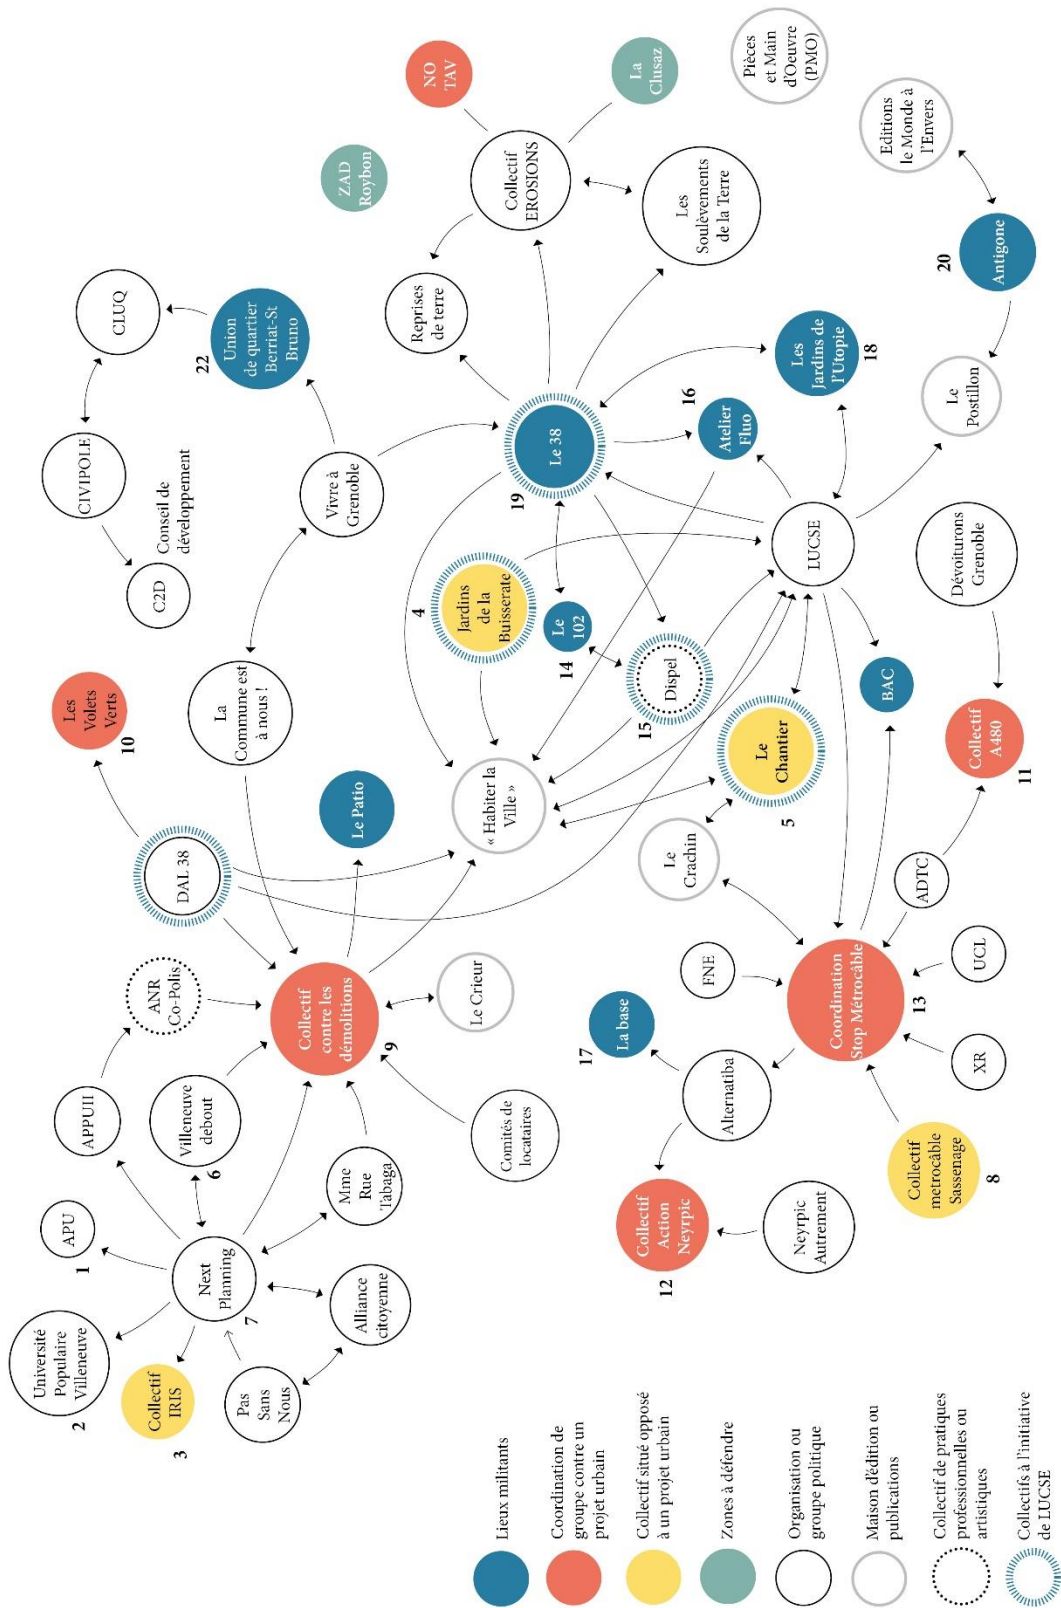 Lieux militants
Coordination de
groupe contre un
projet urbain
Collectif situé opposé
à un projet urbain
Zones à défendre
Organisation ou
groupe politique
Maison d'édition ou
publications
Collectif de pratiques
professionnelles ou
artistiques
Collectifs à l'initiative
de LUCSE
Université
Populaire
Villeneuve
2
APU
1
Collectif
IRIS
3
Next
Planning
7
Pas
Sans
Nous
Alliance
citoyenne
Mme
Rue
Tabaga
Villeneuve
debout
6
APPUII
ANR
Co-Polis
Collectif
contre les
démolitions
9
Comités de
locataires
Le Crieur
DAL 38
Les
Volets
Verts
10
La
Commune est
à nous !
Le Patio
C2D
Conseil de
développement
CIVIPOLE
CLUQ
Union
de quartier
Berriat-St
Bruno
22
Vivre à
Grenoble
« Habiter la
Ville »
Jardins
de la
Buisserate
4
Le
102
14
Dispel
15
Le 38
19
Reprises
de terre
ZAD
Roybon
NO
TAV
Collectif
EROSIONS
La
Clusaz
Les
Soulèvements
de la Terre
Pièces
et Main
d'Oeuvre
(PMO)
Editions
le Monde à
l'Envers
Antigone
20
Le
Postillon
Les
Jardins de
l'Utopie
18
Atelier
Fluo
16
LUCSE
Le
Chantier
5
Le
Crachin
BAC
Dévoiturons
Grenoble
Collectif
A480
11
ADTC
FNE
UCL
XR
Coordination
Stop Métrocâble
13
Collectif
metrocâble
Sassenage
8
La base
17
Alternatiba
Collectif
Action
Neyrpic
12
Neyrpic
Autrement